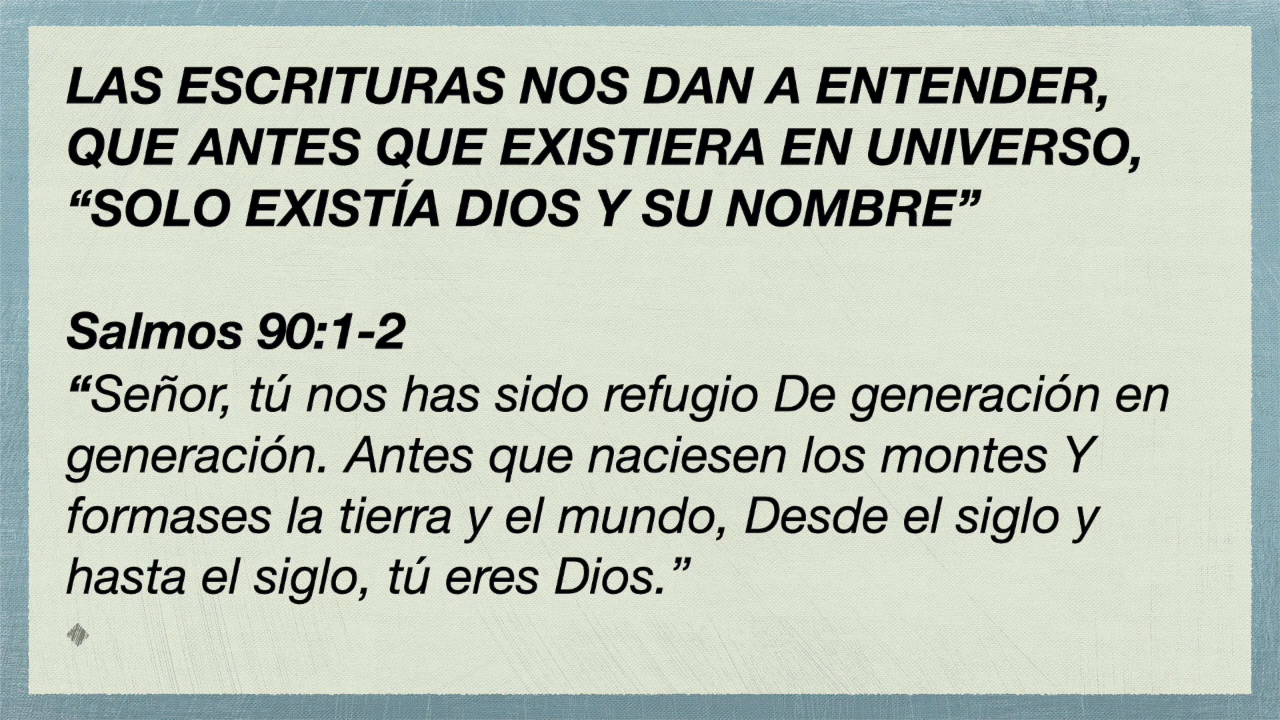 LAS ESCRITURAS NOS DAN A ENTENDER,
QUE ANTES QUE EXISTIERA EN UNIVERSO,
“SOLO EXISTÍA DIOS Y SU NOMBRE”
Salmos 90:1-2
“Señor, tú nos has sido refugio De generación en
generación. Antes que naciesen los montes Y
formases la tierra y el mundo, Desde el siglo y
hasta el siglo, tú eres Dios.”